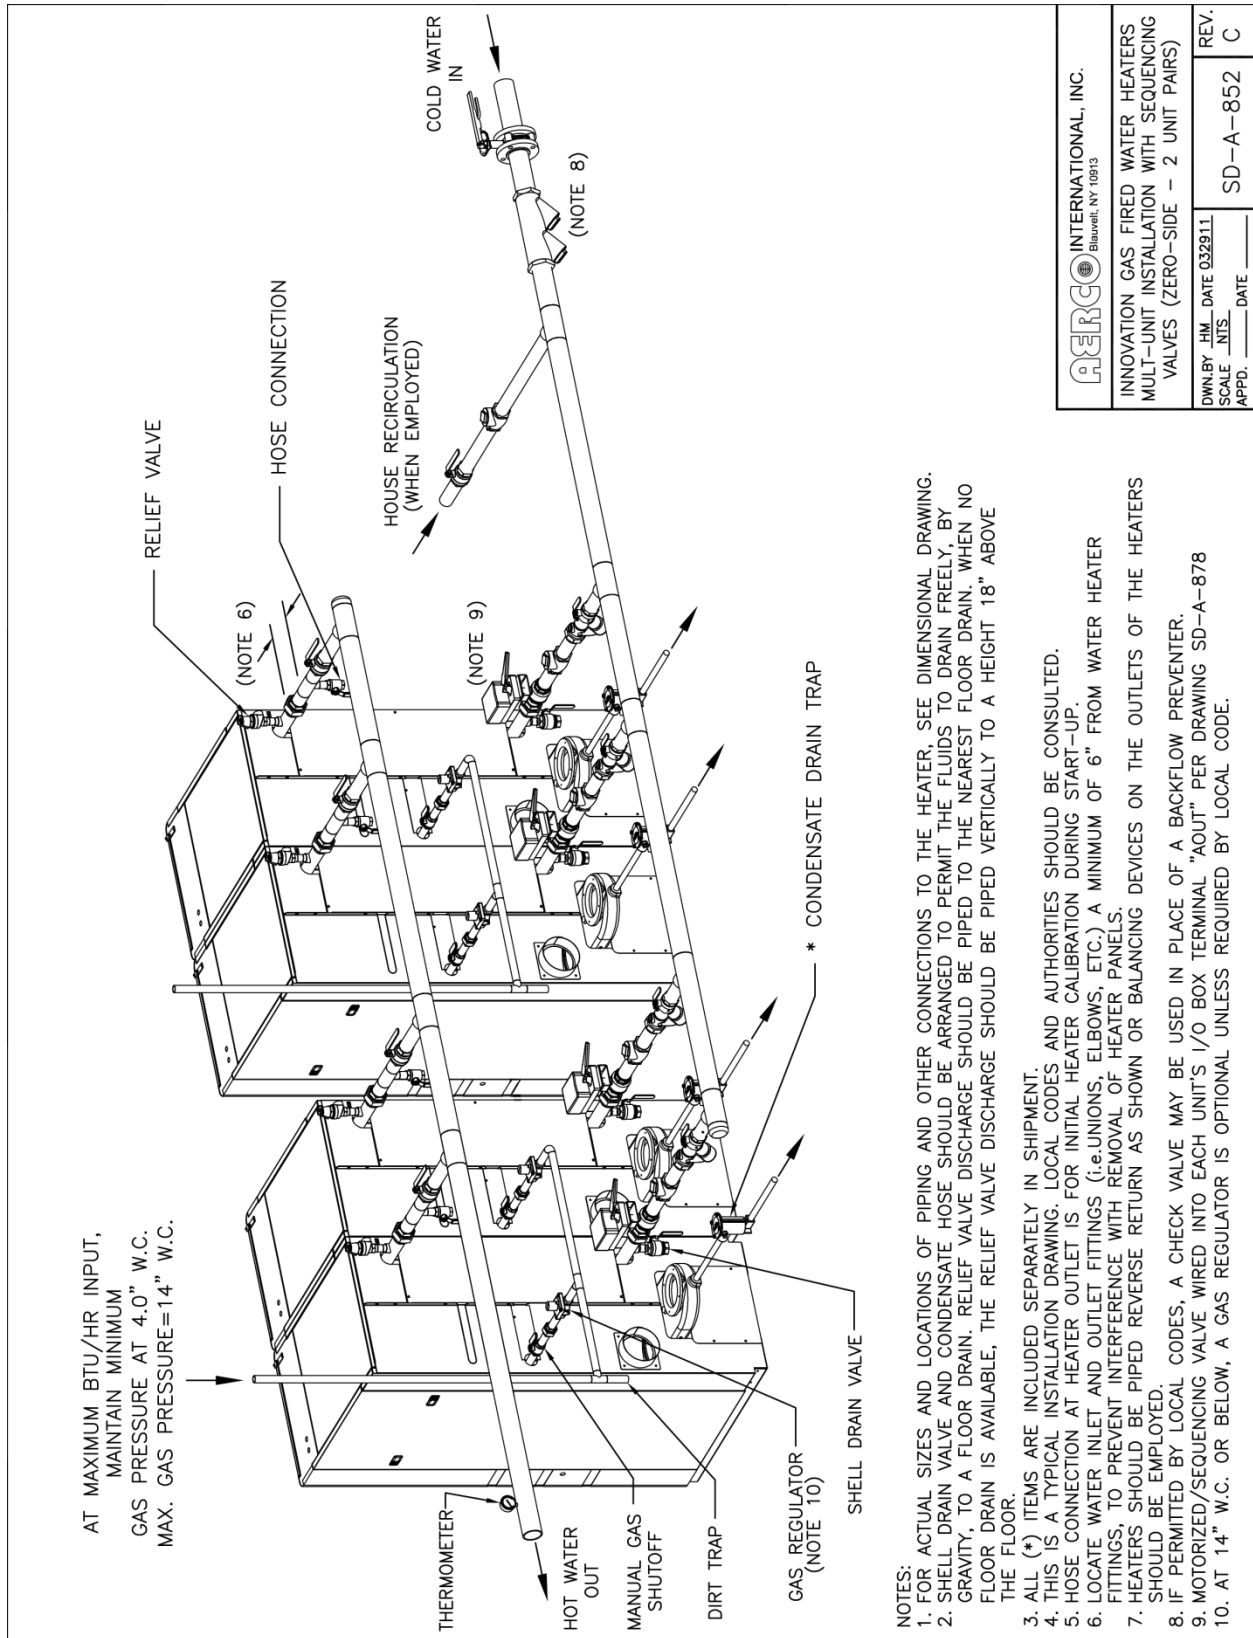 AT MAXIMUM BTU/HR INPUT,
MAINTAIN MINIMUM
GAS PRESSURE AT 4.0" W.C.
MAX. GAS PRESSURE=14" W.C.
RELIEF VALVE
(NOTE 6)
HOSE CONNECTION
HOUSE RECIRCULATION
(WHEN EMPLOYED)
COLD WATER
IN
(NOTE 8)
(NOTE 9)
THERMOMETER
HOT WATER
OUT
MANUAL GAS
SHUTOFF
DIRT TRAP
GAS REGULATOR
(NOTE 10)
SHELL DRAIN VALVE
* CONDENSATE DRAIN TRAP
NOTES:
1. FOR ACTUAL SIZES AND LOCATIONS OF PIPING AND OTHER CONNECTIONS TO THE HEATER, SEE DIMENSIONAL DRAWING.
2. SHELL DRAIN VALVE AND CONDENSATE HOSE SHOULD BE ARRANGED TO PERMIT THE FLUIDS TO DRAIN FREELY, BY
GRAVITY, TO A FLOOR DRAIN. RELIEF VALVE DISCHARGE SHOULD BE PIPED TO THE NEAREST FLOOR DRAIN. WHEN NO
FLOOR DRAIN IS AVAILABLE, THE RELIEF VALVE DISCHARGE SHOULD BE PIPED VERTICALLY TO A HEIGHT 18" ABOVE
THE FLOOR.
3. ALL (*) ITEMS ARE INCLUDED SEPARATELY IN SHIPMENT.
4. THIS IS A TYPICAL INSTALLATION DRAWING. LOCAL CODES AND AUTHORITIES SHOULD BE CONSULTED.
5. HOSE CONNECTION AT HEATER OUTLET IS FOR INITIAL HEATER CALIBRATION DURING START-UP.
6. LOCATE WATER INLET AND OUTLET FITTINGS (i.e.UNIONS, ELBOWS, ETC.) A MINIMUM OF 6" FROM WATER HEATER
FITTINGS, TO PREVENT INTERFERENCE WITH REMOVAL OF HEATER PANELS.
7. HEATERS SHOULD BE PIPED REVERSE RETURN AS SHOWN OR BALANCING DEVICES ON THE OUTLETS OF THE HEATERS
SHOULD BE EMPLOYED.
8. IF PERMITTED BY LOCAL CODES, A CHECK VALVE MAY BE USED IN PLACE OF A BACKFLOW PREVENTER.
9. MOTORIZED/SEQUENCING VALVE WIRED INTO EACH UNIT'S I/O BOX TERMINAL "AOUT" PER DRAWING SD-A-878
10. AT 14" W.C. OR BELOW, A GAS REGULATOR IS OPTIONAL UNLESS REQUIRED BY LOCAL CODE.
AERCO INTERNATIONAL, INC.
Blauvelt, NY 10913
INNOVATION GAS FIRED WATER HEATERS
MULT-UNIT INSTALLATION WITH SEQUENCING
VALVES (ZERO-SIDE - 2 UNIT PAIRS)
DWN.BY HM DATE 032911
SCALE NTS
APPD. DATE
SD-A-852
REV.
C